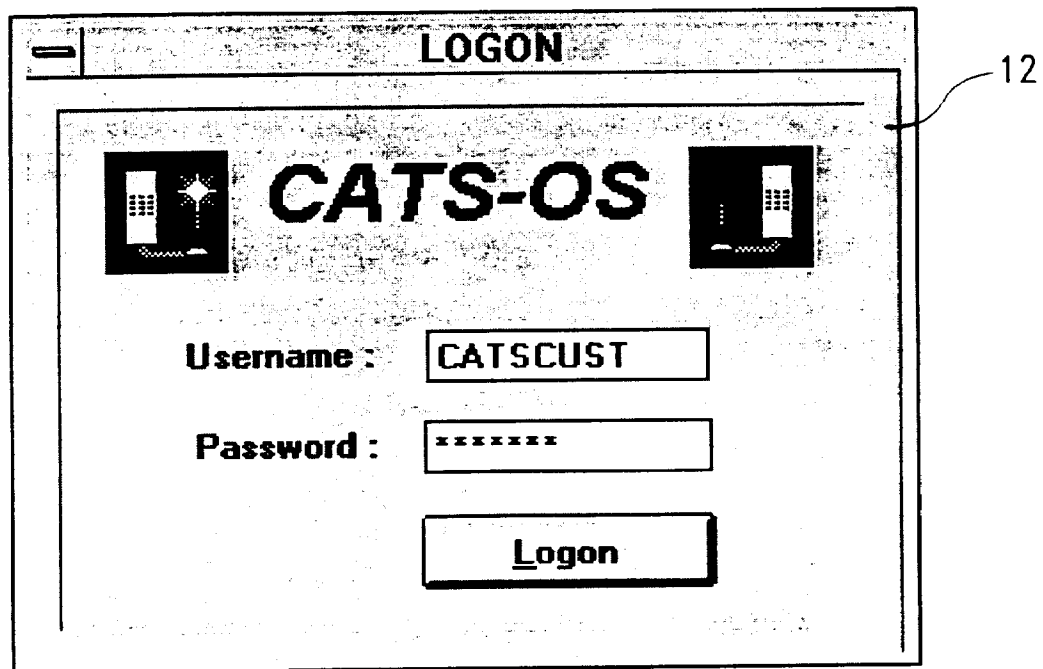 LOGON
12
CATS-OS
Username : CATSCUST
Password : *******
Logon